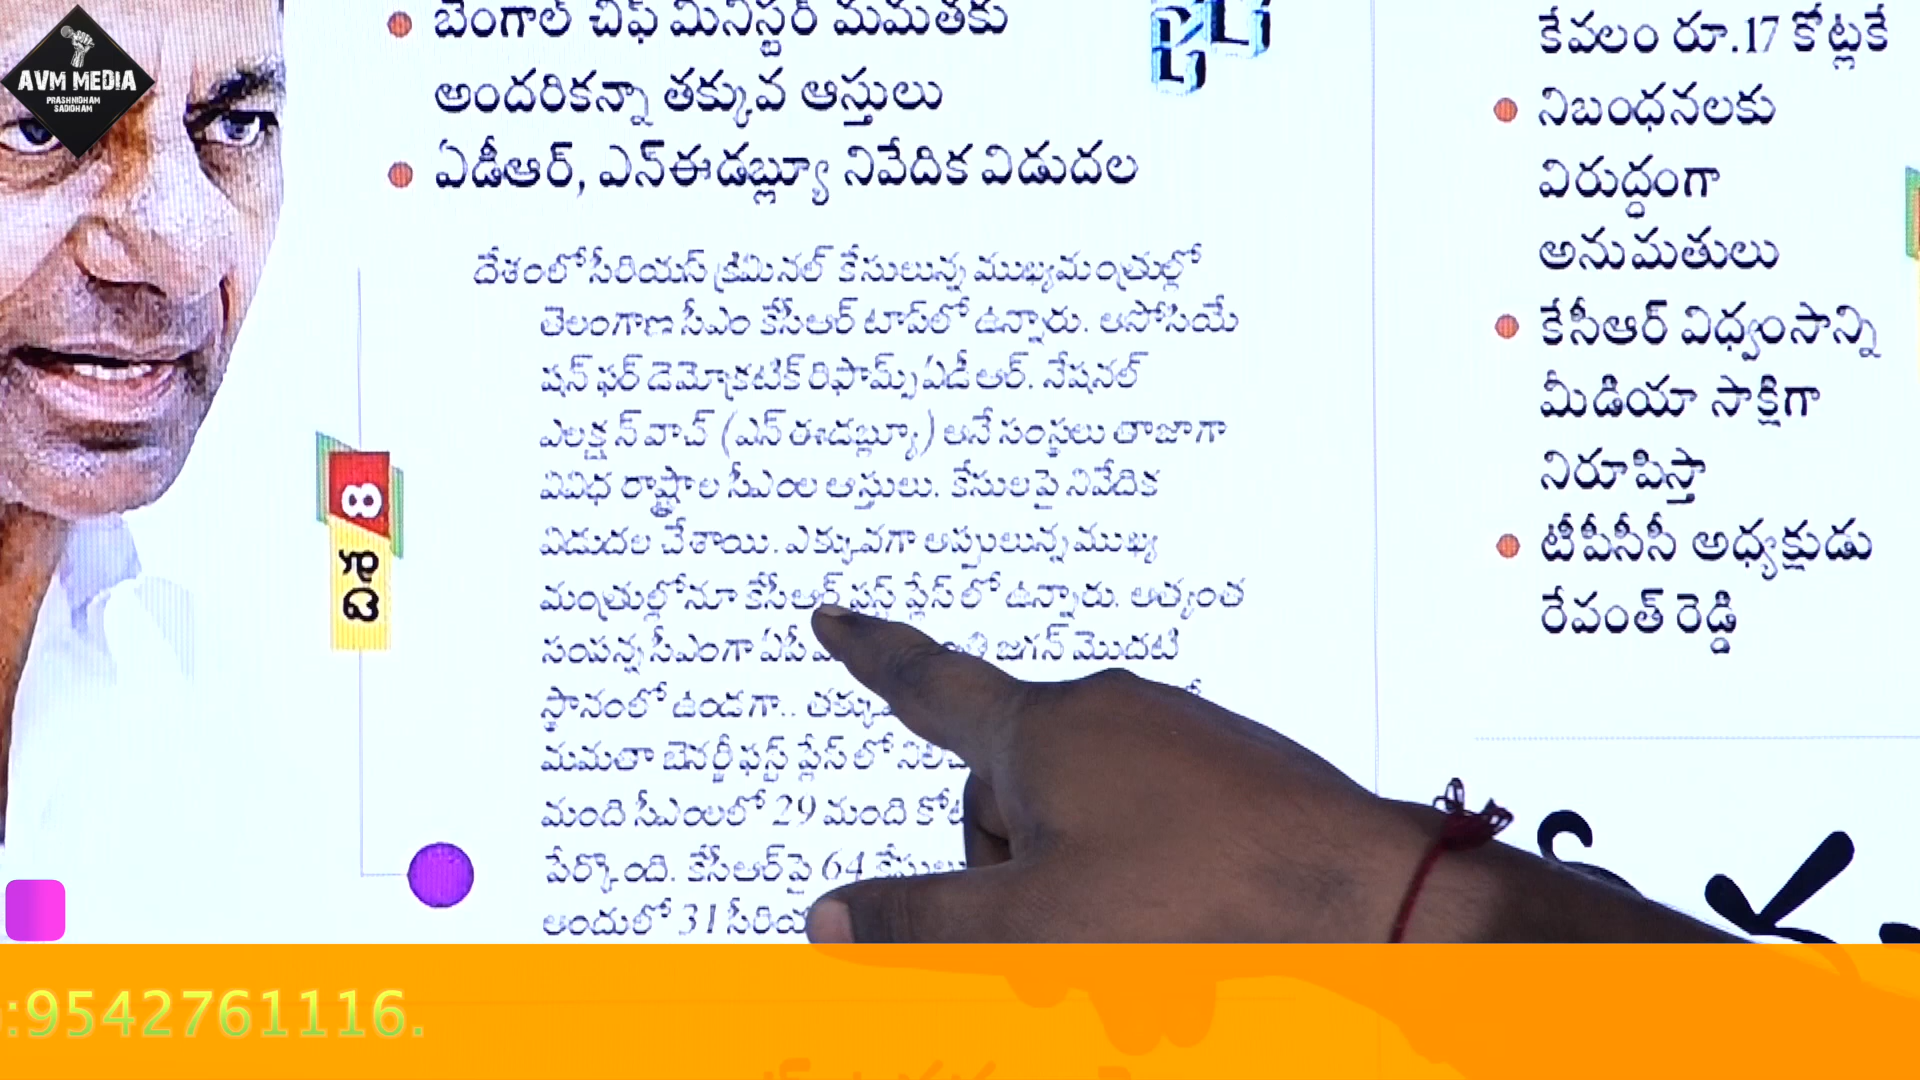 AVM MEDIA
PRASHNIDHAM
SADIDHAM
బెంగాల్ చీఫ్ మినిస్టర్ మమతకు
అందరికన్నా తక్కువ ఆస్తులు
ఏడీఆర్, ఎన్ఈడబ్ల్యూ నివేదిక విడుదల
దేశంలో సీరియస్ క్రిమినల్ కేసులున్న ముఖ్యమంత్రుల్లో
తెలంగాణ సీఎం కేసీఆర్ టాప్‌లో ఉన్నారు. అసోసియే
షన్ ఫర్ డెమోక్రటిక్ రిఫామ్స్ ఏడీఆర్. నేషనల్
ఎలక్షన్ వాచ్ (ఎన్ ఈడబ్ల్యూ) అనే సంస్థలు తాజాగా
వివిధ రాష్ట్రాల సీఎంల ఆస్తులు. కేసులపై నివేదిక
విడుదల చేశాయి. ఎక్కువగా అప్పులున్న ముఖ్య
మంత్రుల్లోనూ కేసీఆర్ ఫస్ట్ ప్లేస్ లో ఉన్నారు. అత్యంత
సంపన్న సీఎంగా ఏపీ జగన్ మొదటి
స్థానంలో ఉండగా..
మమతా బెనర్జీ ఫస్ట్ ప్లేస్ లో
మంది సీఎంలలో 29 మంది
పేర్కొంది. కేసీఆర్‌పై 64 కేసులు
అందులో 31
8
దిశ
కేవలం రూ.17 కోట్లకే
నిబంధనలకు
విరుద్ధంగా
అనుమతులు
కేసీఆర్ విధ్వంసాన్ని
మీడియా సాక్షిగా
నిరూపిస్తా
టీపీసీసీ అధ్యక్షుడు
రేవంత్ రెడ్డి
:9542761116.